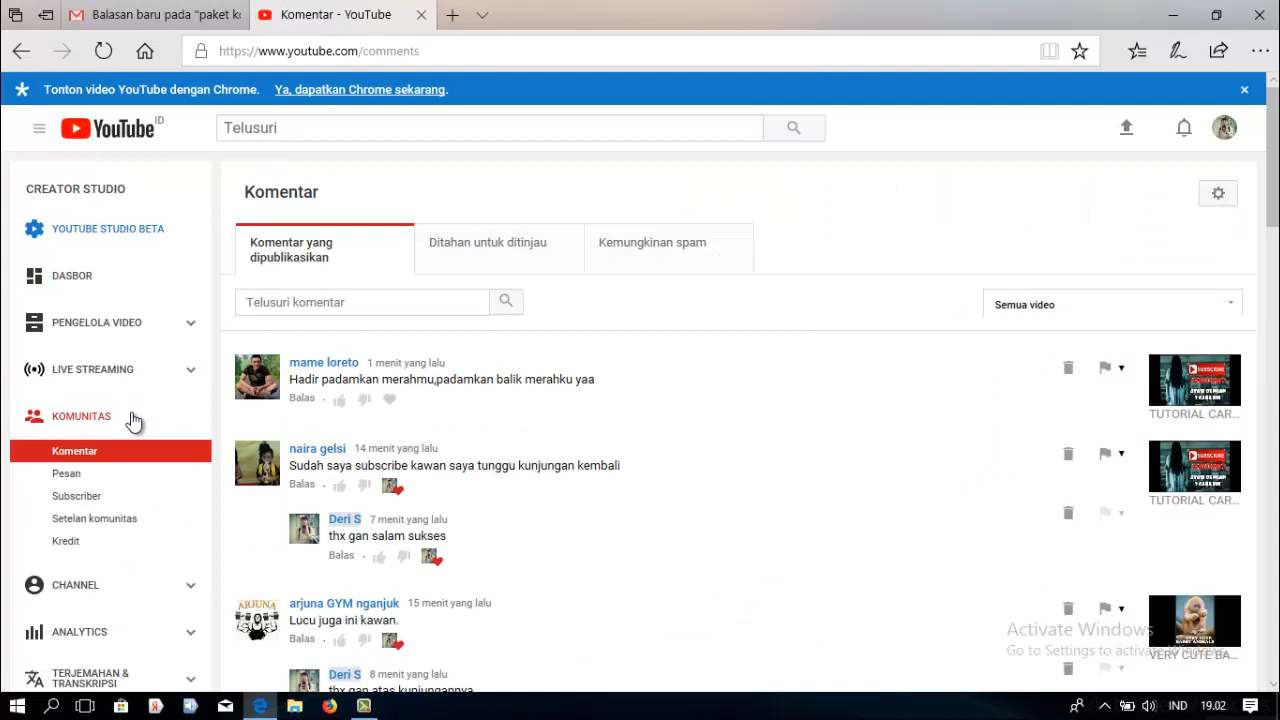 Balasan baru pada "paket k
Komentar - YouTube
https://www.youtube.com/comments
Tonton video YouTube dengan Chrome. Ya, dapatkan Chrome sekarang.
YouTube ID
Telusuri
CREATOR STUDIO
YOUTUBE STUDIO BETA
DASBOR
PENGELOLA VIDEO
LIVE STREAMING
KOMUNITAS
Komentar
Pesan
Subscriber
Setelan komunitas
Kredit
CHANNEL
ANALYTICS
TERJEMAHAN &
TRANSKRIPSI
Komentar
Komentar yang
dipublikasikan
Ditahan untuk ditinjau
Kemungkinan spam
Telusuri komentar
Semua video
mame loreto 1 menit yang lalu
Hadir padamkan merahmu,padamkan balik merahku yaa
Balas
TUTORIAL CAR...
naira gelsi 14 menit yang lalu
Sudah saya subscribe kawan saya tunggu kunjungan kembali
Balas
TUTORIAL CAR...
Deri S 7 menit yang lalu
thx gan salam sukses
Balas
arjuna GYM nganjuk 15 menit yang lalu
Lucu juga ini kawan.
Balas
VERY CUTE BA...
Deri S 8 menit yang lalu
thx gan atas kunjungannya
Activate Windows
Go to Settings to activate Windows.
IND
19.02